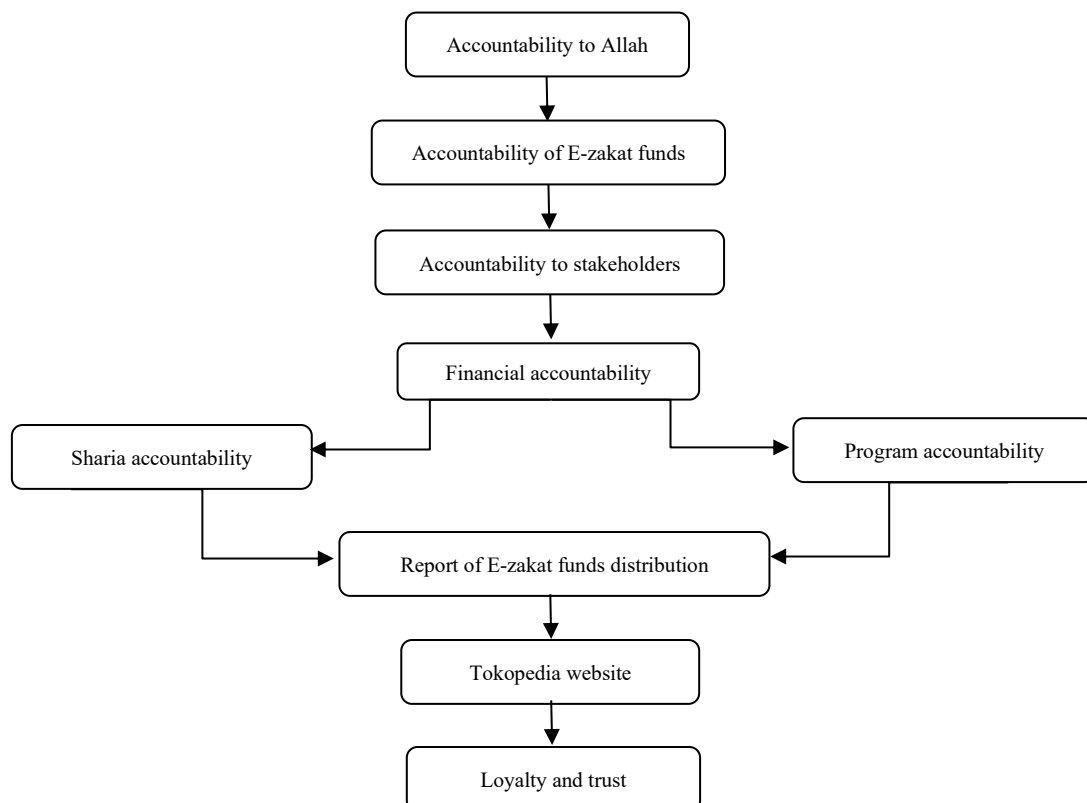 Accountability to Allah
Accountability of E-zakat funds
Accountability to stakeholders
Financial accountability
Sharia accountability
Program accountability
Report of E-zakat funds distribution
Tokopedia website
Loyalty and trust